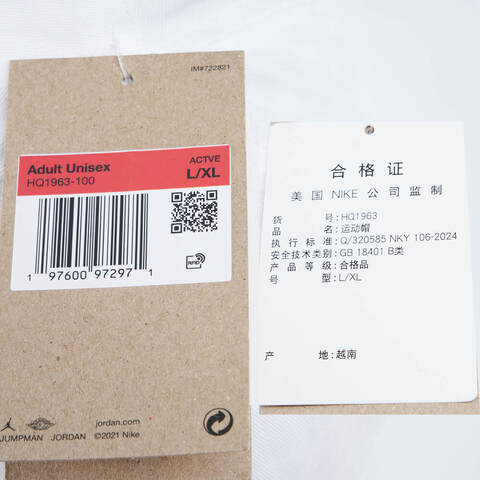 IM#722821
Adult Unisex
HQ1963-100
ACTVE
L/XL
1 97600 97297 1
RFID
jordan.com
JUMPMAN JORDAN ©2021 Nike
合格证
美国 NIKE 公司监制
货号:HQ1963
品名:运动帽
执行标准:Q/320585 NKY 106-2024
安全技术类别:GB 18401 B类
产品等级:合格品
号型:L/XL
产地:越南